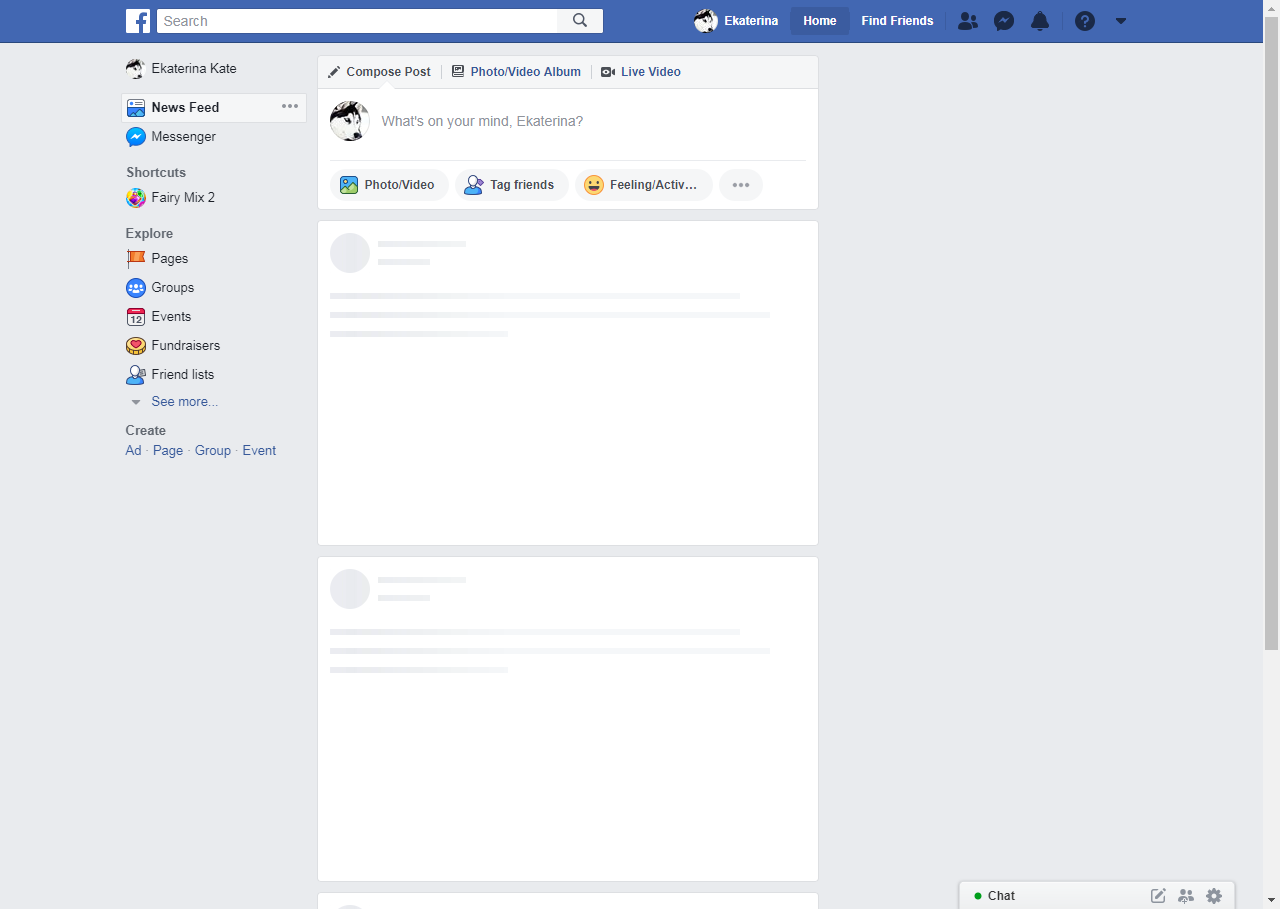 Search
Ekaterina
Home
Find Friends
Ekaterina Kate
News Feed
Messenger
Shortcuts
Fairy Mix 2
Explore
Pages
Groups
12
Events
Fundraisers
Friend lists
See more...
Create
Ad · Page · Group · Event
Compose Post
Photo/Video Album
Live Video
What's on your mind, Ekaterina?
Photo/Video
Tag friends
Feeling/Activ...
Chat